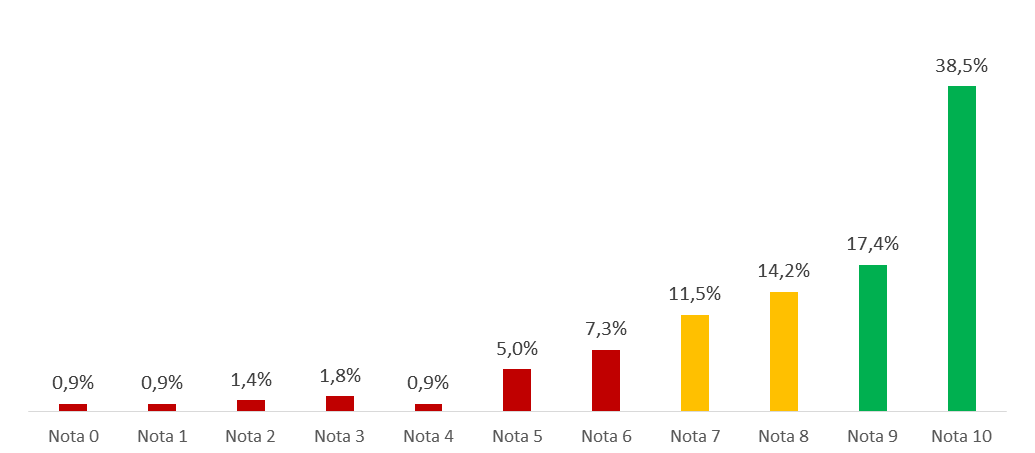 38,5%
17,4%
14,2%
11,5%
7,3%
5,0%
0,9%
0,9%
1,4%
1,8%
0,9%
Nota 0
Nota 1
Nota 2
Nota 3
Nota 4
Nota 5
Nota 6
Nota 7
Nota 8
Nota 9
Nota 10